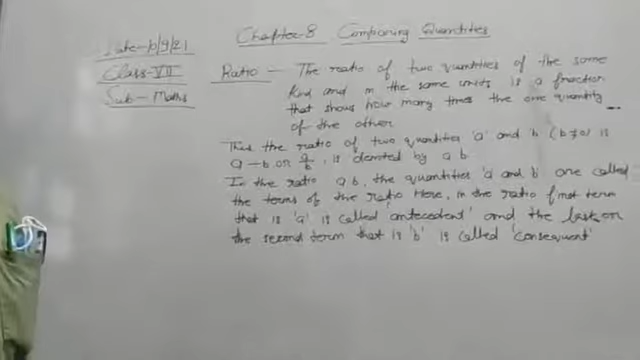 Chapter-8 Comparing Quantities
Date-10/9/21
Class-VII
Sub-Maths
Ratio - The ratio of two quantities of the same
kind and in the same units is a fraction
that shows how many times the one quantity
of the other
Thus the ratio of two quantities 'a' and b (b≠0) is
a÷b or a/b, is denoted by a:b.
In the ratio a:b, the quantities 'a' and 'b' are called
the terms of the ratio Here, in the ratio first term
that is 'a' is called 'antecedent' and the last or
the second term that is 'b' is called 'consequent'